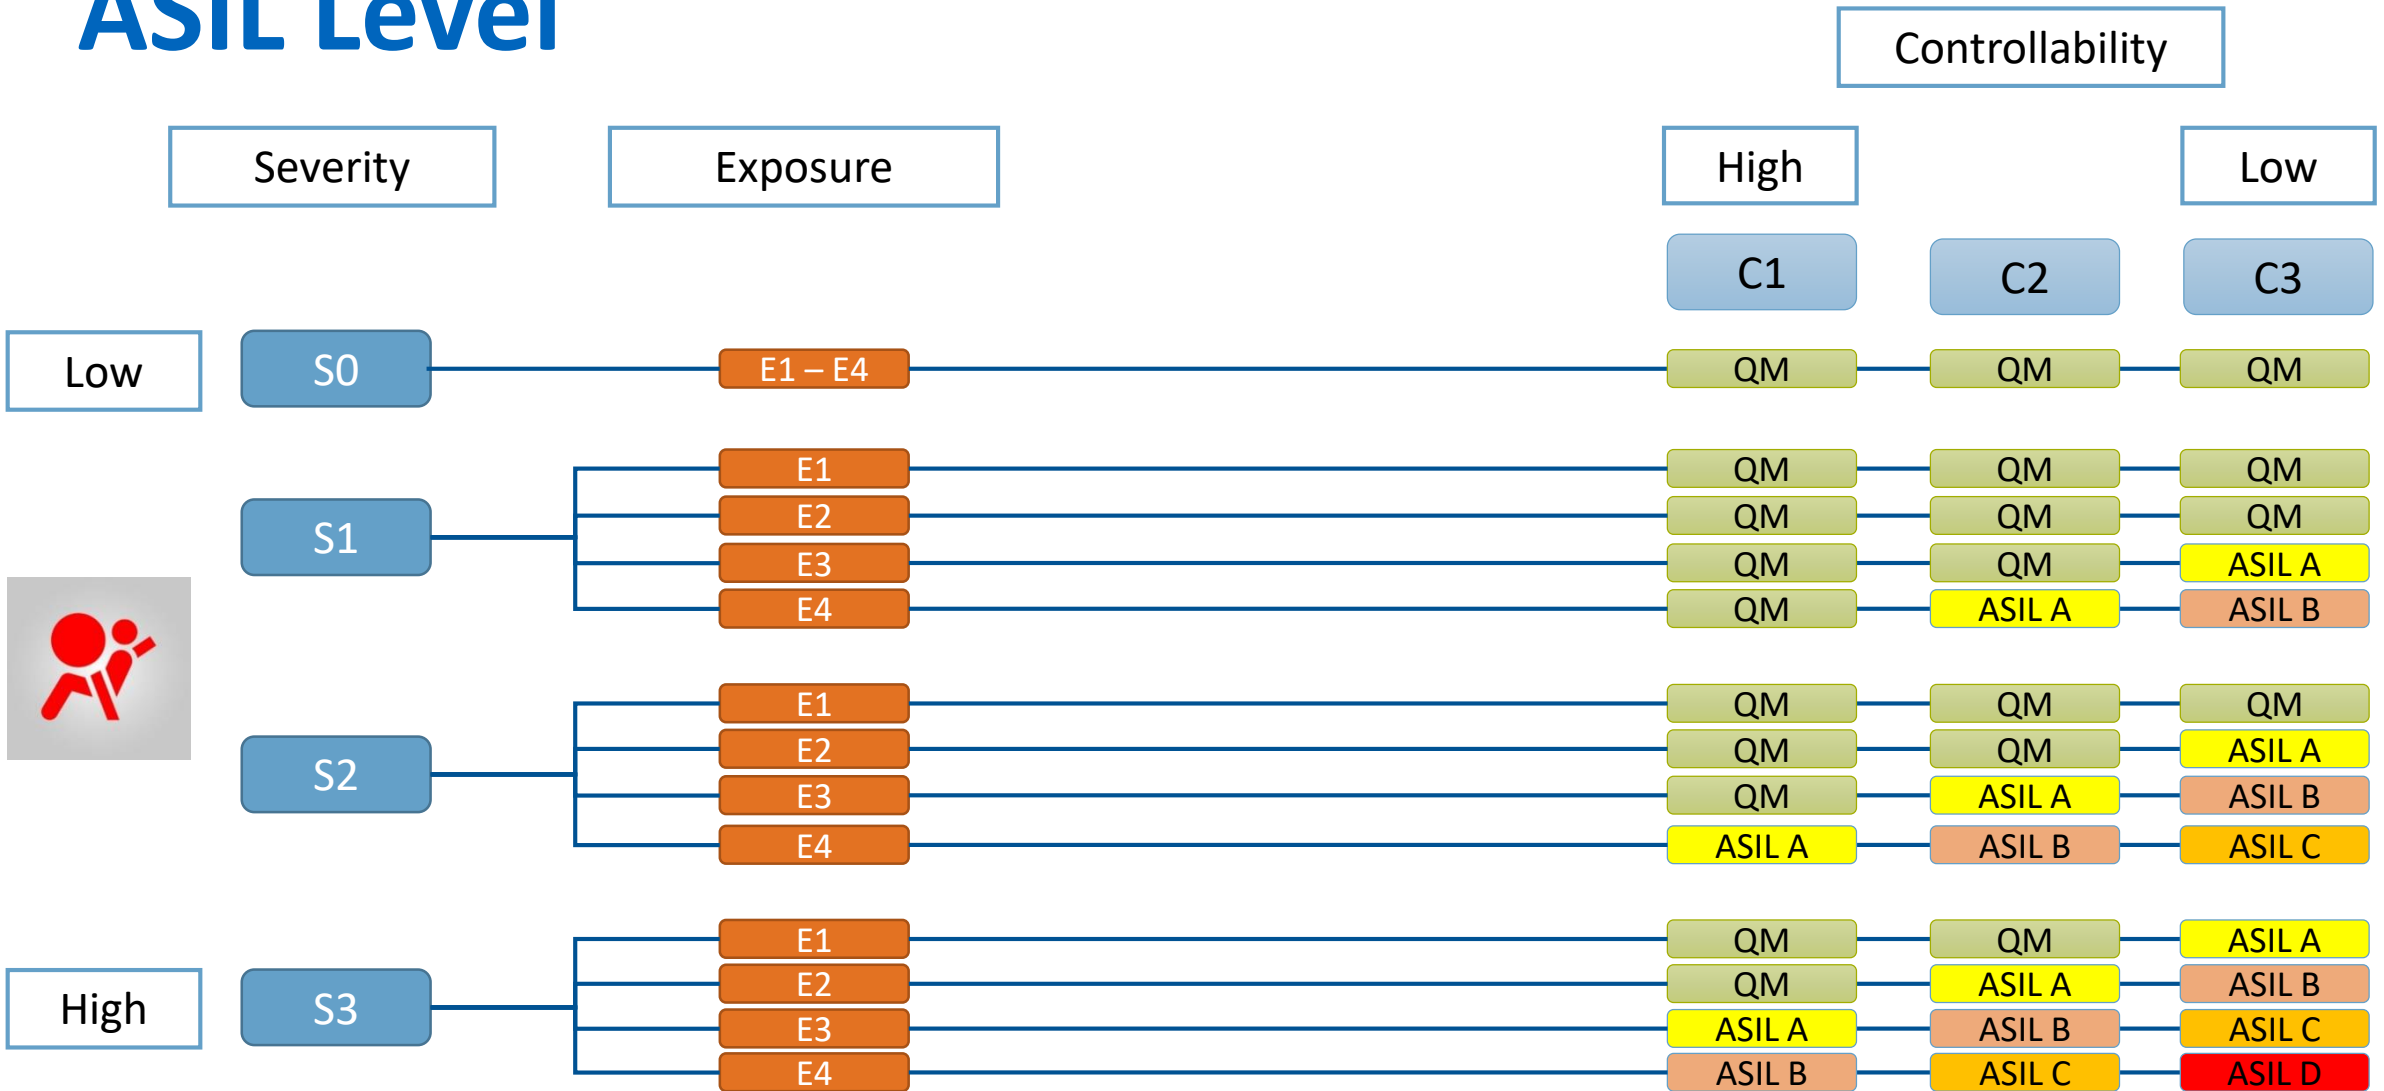 ASIL Level
Controllability
Severity Exposure High Low
C1 C2 C3
Low S0 E1 – E4 QM QM QM
E1 QM QM QM
E2 QM QM QM
S1
E3 QM QM ASIL A
E4 QM ASIL A ASIL B
E1 QM QM QM
E2 QM QM ASIL A
S2
E3 QM ASIL A ASIL B
E4 ASIL A ASIL B ASIL C
E1 QM QM ASIL A
E2 QM ASIL A ASIL B
High S3
E3 ASIL A ASIL B ASIL C
E4 ASIL B ASIL C ASIL D